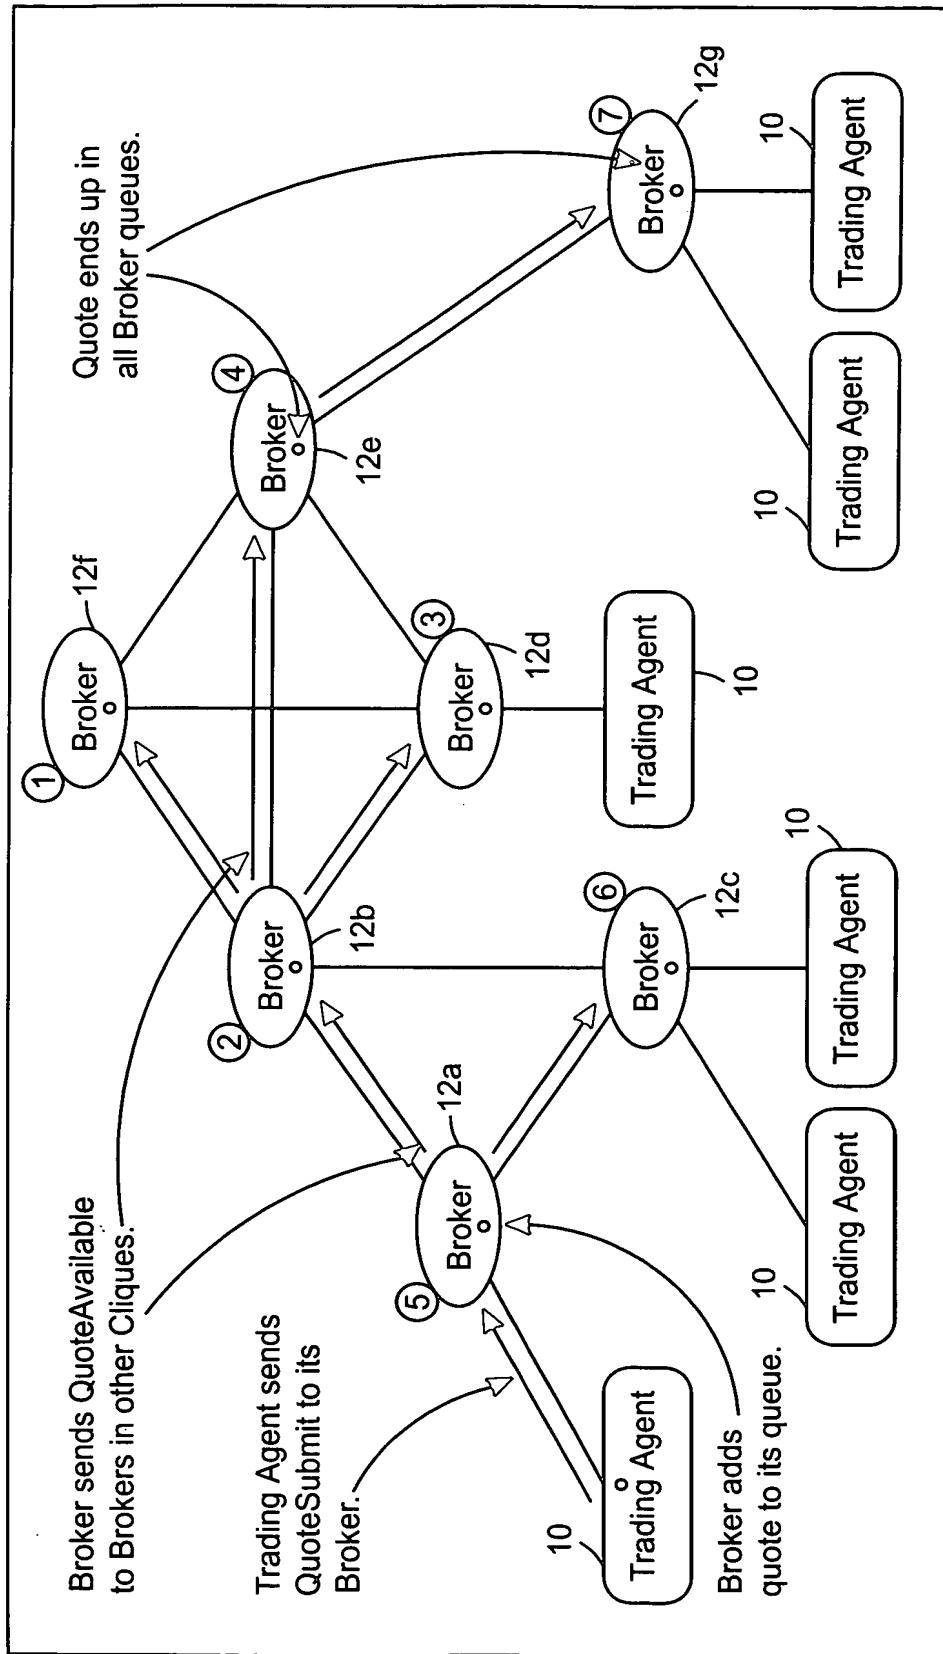 Broker sends QuoteAvailable
to Brokers in other Cliques.
Quote ends up in
all Broker queues.
Trading Agent sends
QuoteSubmit to its
Broker.
Broker adds
quote to its queue.
1
Broker
12f
2
Broker
12b
4
Broker
12e
5
Broker
12a
3
Broker
12d
6
Broker
12c
7
Broker
12g
10
Trading Agent
10
Trading Agent
10
Trading Agent
Trading Agent
10
10
Trading Agent
10
Trading Agent